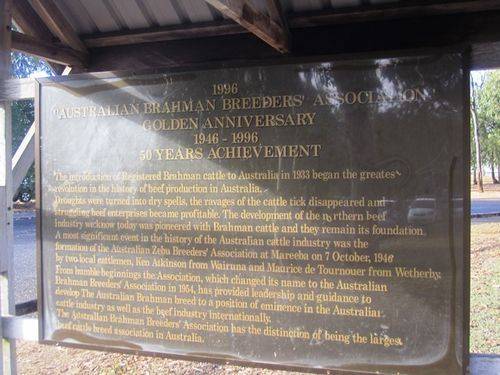 1996
"AUSTRALIAN BRAHMAN BREEDERS' ASSOCIATION
GOLDEN ANNIVERSARY
1946 - 1996
50 YEARS ACHIEVEMENT
The introduction of Registered Brahman cattle to Australia in 1933 began the greates
revolution in the history of beef production in Australia.
Droughts were turned into dry spells, the ravages of the cattle tick disappeared and
struggling beef enterprises became profitable. The development of the northern beef
industry we know today was pioneered with Brahman cattle and they remain its foundation.
A most significant event in the history of the Australian cattle industry was the
formation of the Australian Zebu Breeders' Association at Mareeba on 7 October, 1946
by two local cattlemen, Ken Atkinson from Wairuna and Maurice de Tournouer from Wetherby.
From humble beginnings the Association, which changed its name to the Australian
Brahman Breeders' Association in 1954, has provided leadership and guidance to
develop The Australian Brahman breed to a position of eminence in the Australian
cattle industry as well as the beef industry internationally.
The Australian Brahman Breeders' Association has the distinction of being the larges
beef cattle breed association in Australia.